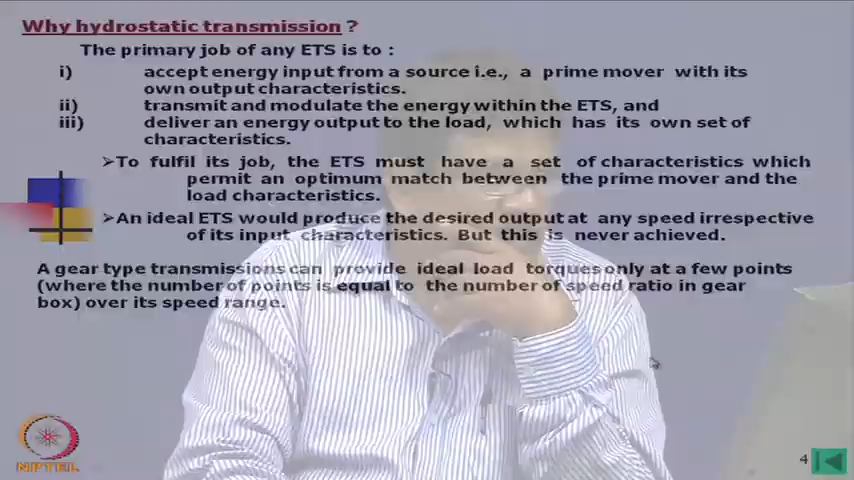 Why hydrostatic transmission ?
The primary job of any ETS is to :
i) accept energy input from a source i.e., a prime mover with its
own output characteristics.
ii) transmit and modulate the energy within the ETS, and
iii) deliver an energy output to the load, which has its own set of
characteristics.
➢To fulfil its job, the ETS must have a set of characteristics which
permit an optimum match between the prime mover and the
load characteristics.
➢An ideal ETS would produce the desired output at any speed irrespective
of its input characteristics. But this is never achieved.
A gear type transmissions can provide ideal load torques only at a few points
(where the number of points is equal to the number of speed ratio in gear
box) over its speed range.
NPTEL
4